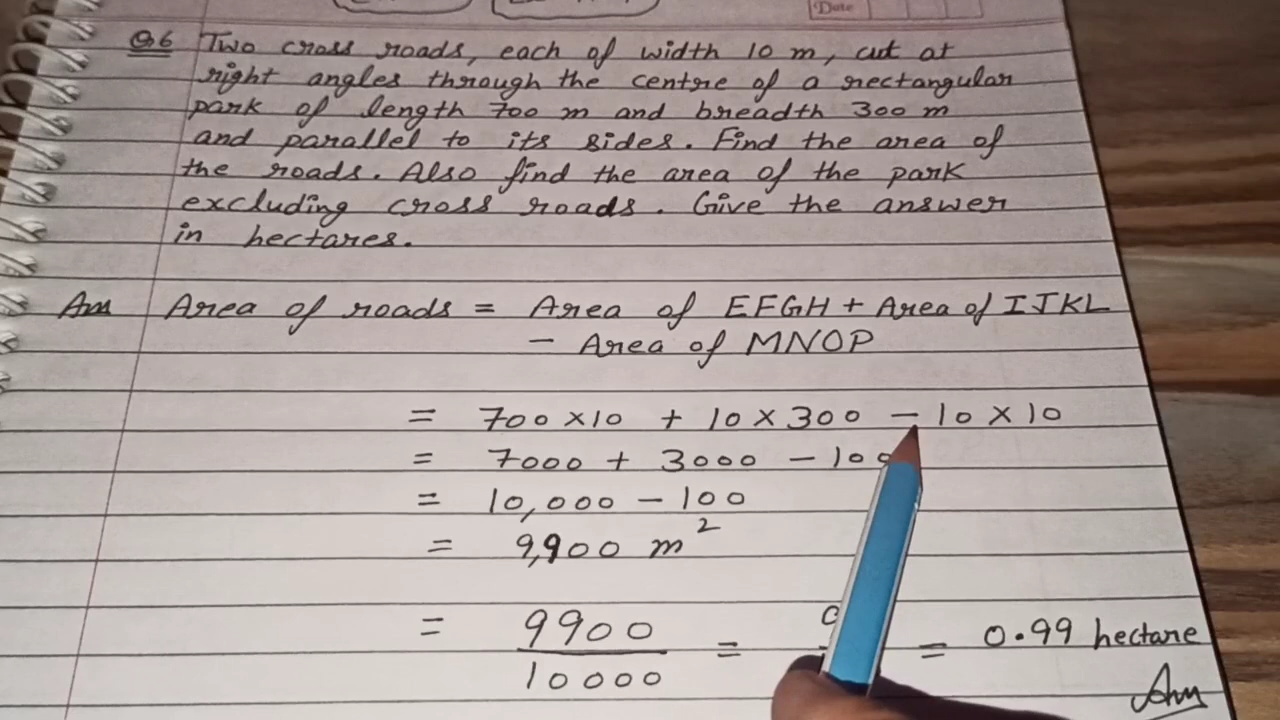 Date
Q6 Two cross roads, each of width 10 m, cut at
right angles through the centre of a rectangular
park of length 700 m and breadth 300 m
and parallel to its sides. Find the area of
the roads. Also find the area of the park
excluding cross roads. Give the answer
in hectares.
Ans Area of roads = Area of EFGH + Area of IJKL
- Area of MNOP
= 700 × 10 + 10 × 300 - 10 × 10
= 7000 + 3000 - 100
= 10,000 - 100
= 9,900 m²
= 9900 / 10000 = = 0.99 hectare
Ans